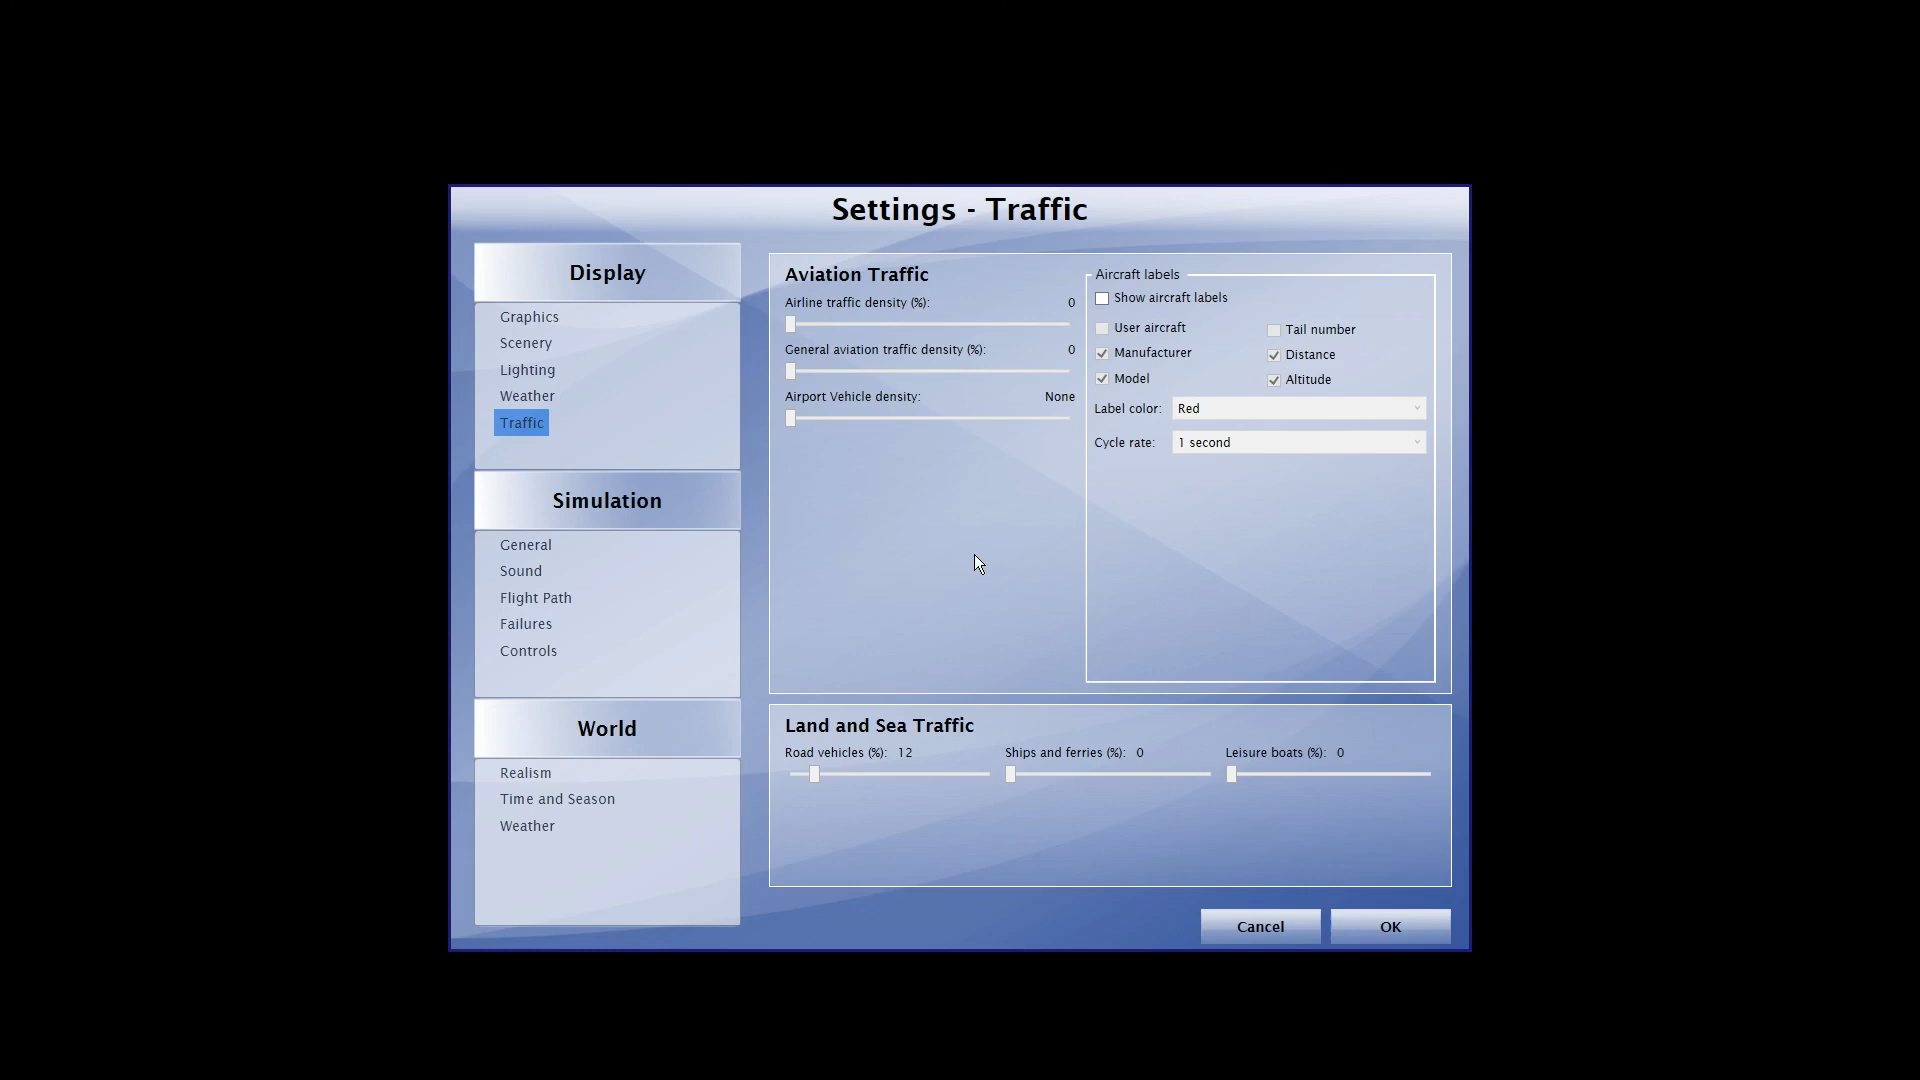 Settings - Traffic
Display
Graphics
Scenery
Lighting
Weather
Traffic
Simulation
General
Sound
Flight Path
Failures
Controls
World
Realism
Time and Season
Weather
Aviation Traffic
Airline traffic density (%): 0
General aviation traffic density (%): 0
Airport Vehicle density: None
Aircraft labels
Show aircraft labels
User aircraft Tail number
Manufacturer Distance
Model Altitude
Label color: Red
Cycle rate: 1 second
Land and Sea Traffic
Road vehicles (%): 12 Ships and ferries (%): 0 Leisure boats (%): 0
Cancel OK